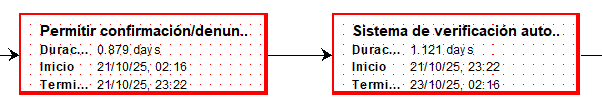 Permitir confirmación/denun...
Durac... 0.879 days
Inicio 21/10/25, 02:16
Termi... 21/10/25, 23:22
Sistema de verificación auto...
Durac... 1.121 days
Inicio 21/10/25, 23:22
Termi... 23/10/25, 02:16